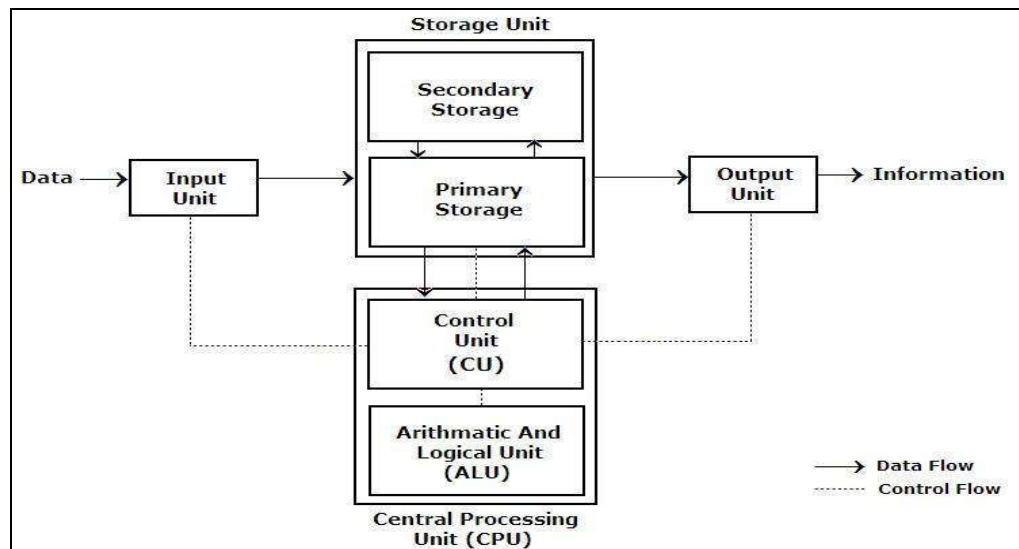 Storage Unit
Secondary
Storage
Data
Input
Unit
Primary
Storage
Output
Unit
Information
Control
Unit
(CU)
Arithmatic And
Logical Unit
(ALU)
Data Flow
Control Flow
Central Processing
Unit (CPU)